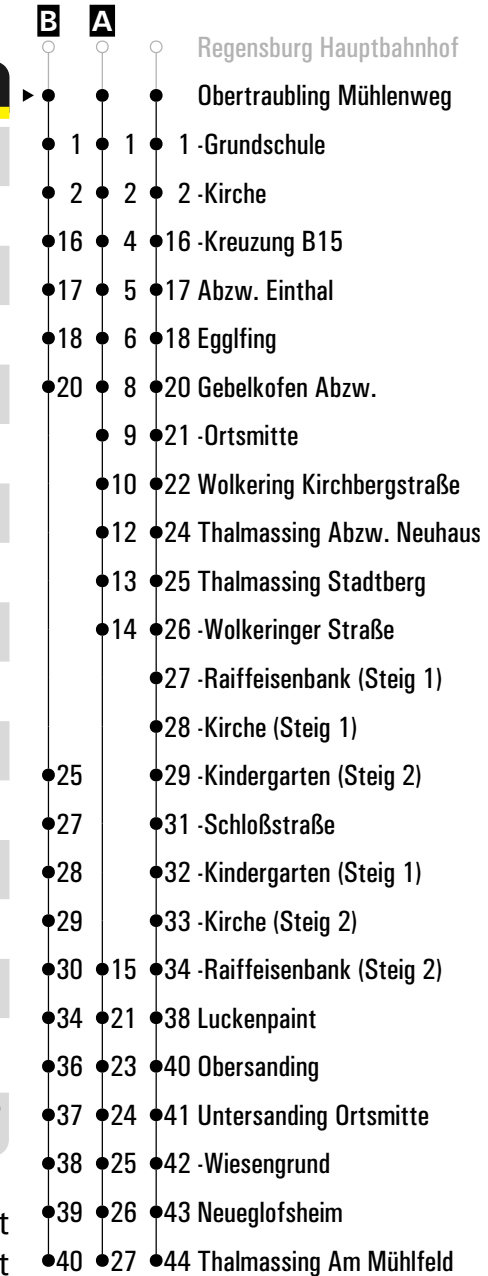 B A
Regensburg Hauptbahnhof
Obertraubling Mühlenweg
1 1 1 -Grundschule
2 2 2 -Kirche
16 4 16 -Kreuzung B15
17 5 17 Abzw. Einthal
18 6 18 Egglfing
20 8 20 Gebelkofen Abzw.
9 21 -Ortsmitte
10 22 Wolkering Kirchbergstraße
12 24 Thalmassing Abzw. Neuhaus
13 25 Thalmassing Stadtberg
14 26 -Wolkeringer Straße
27 -Raiffeisenbank (Steig 1)
28 -Kirche (Steig 1)
25 29 -Kindergarten (Steig 2)
27 31 -Schloßstraße
28 32 -Kindergarten (Steig 1)
29 33 -Kirche (Steig 2)
30 15 34 -Raiffeisenbank (Steig 2)
34 21 38 Luckenpaint
36 23 40 Obersanding
37 24 41 Untersanding Ortsmitte
38 25 42 -Wiesengrund
t 39 26 43 Neueglofsheim
t 40 27 44 Thalmassing Am Mühlfeld